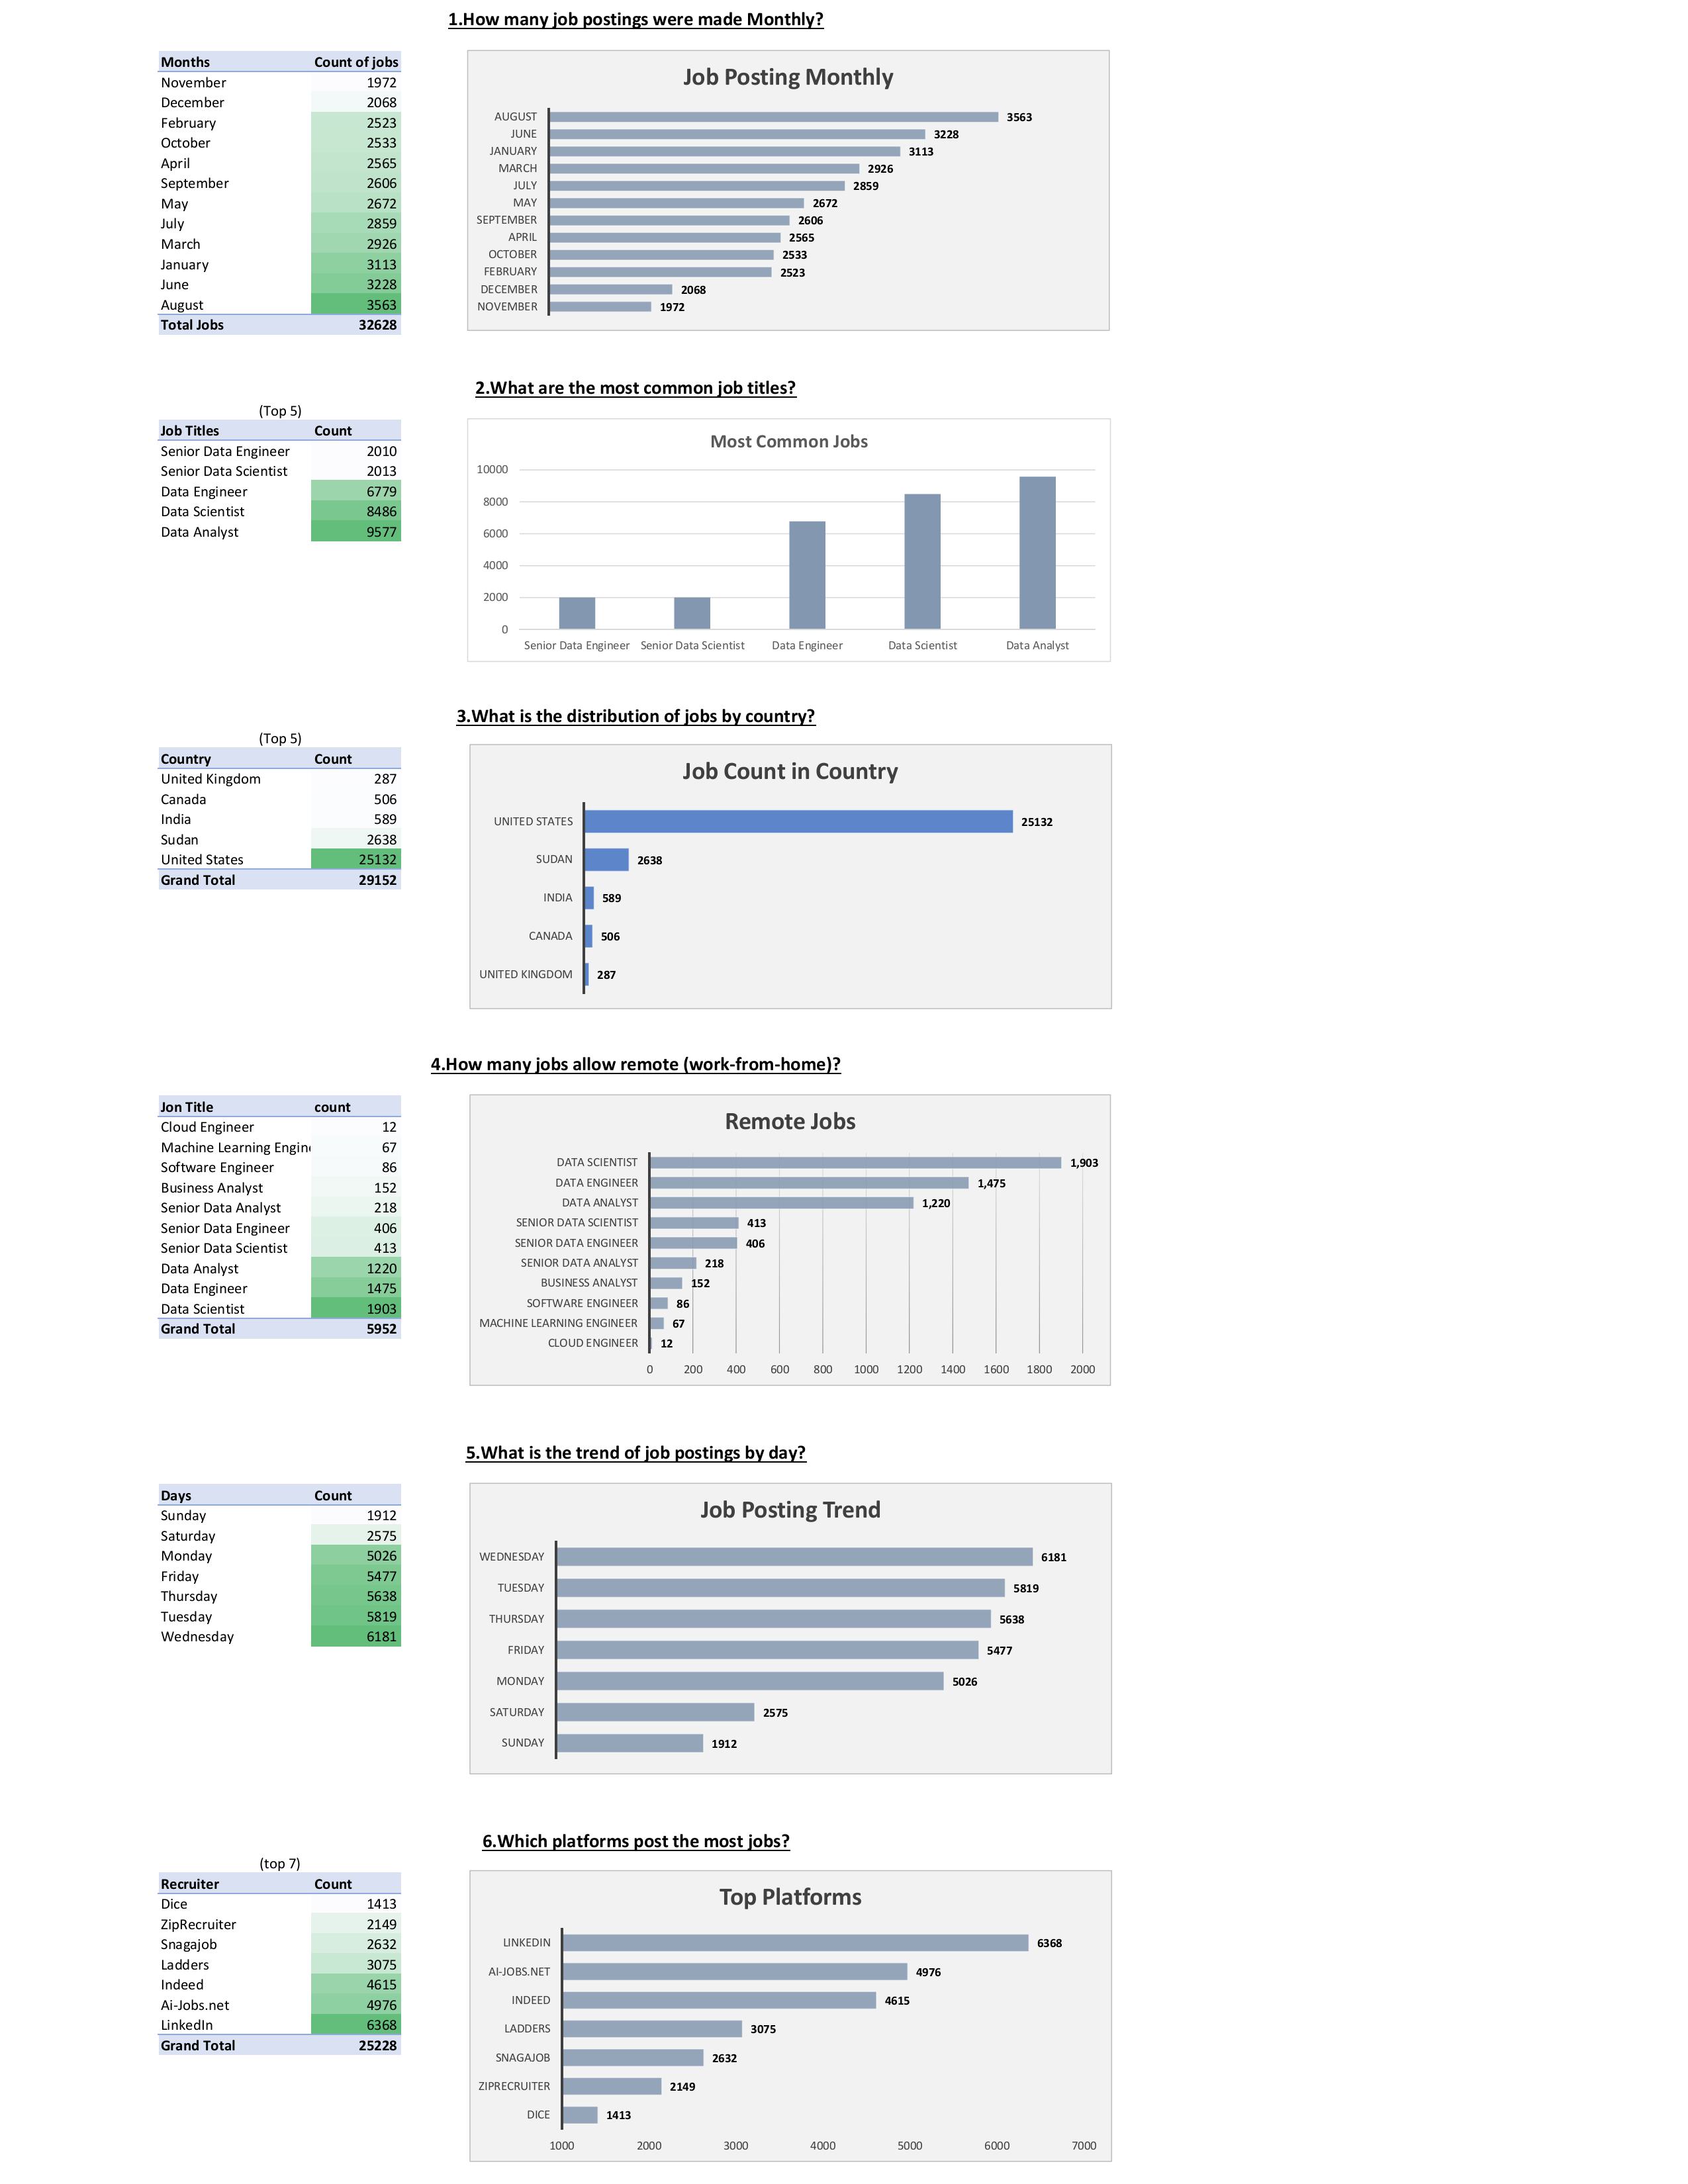 1.How many job postings were made Monthly?
Months Count of jobs
November 1972
December 2068
February 2523
October 2533
April 2565
September 2606
May 2672
July 2859
March 2926
January 3113
June 3228
August 3563
Total Jobs 32628
Job Posting Monthly
AUGUST 3563
JUNE 3228
JANUARY 3113
MARCH 2926
JULY 2859
MAY 2672
SEPTEMBER 2606
APRIL 2565
OCTOBER 2533
FEBRUARY 2523
DECEMBER 2068
NOVEMBER 1972
2.What are the most common job titles?
(Top 5)
Job Titles Count
Senior Data Engineer 2010
Senior Data Scientist 2013
Data Engineer 6779
Data Scientist 8486
Data Analyst 9577
Most Common Jobs
10000
8000
6000
4000
2000
0
Senior Data Engineer Senior Data Scientist Data Engineer Data Scientist Data Analyst
3.What is the distribution of jobs by country?
(Top 5)
Country Count
United Kingdom 287
Canada 506
India 589
Sudan 2638
United States 25132
Grand Total 29152
Job Count in Country
UNITED STATES 25132
SUDAN 2638
INDIA 589
CANADA 506
UNITED KINGDOM 287
4.How many jobs allow remote (work-from-home)?
Jon Title count
Cloud Engineer 12
Machine Learning Engin 67
Software Engineer 86
Business Analyst 152
Senior Data Analyst 218
Senior Data Engineer 406
Senior Data Scientist 413
Data Analyst 1220
Data Engineer 1475
Data Scientist 1903
Grand Total 5952
Remote Jobs
DATA SCIENTIST 1,903
DATA ENGINEER 1,475
DATA ANALYST 1,220
SENIOR DATA SCIENTIST 413
SENIOR DATA ENGINEER 406
SENIOR DATA ANALYST 218
BUSINESS ANALYST 152
SOFTWARE ENGINEER 86
MACHINE LEARNING ENGINEER 67
CLOUD ENGINEER 12
0 200 400 600 800 1000 1200 1400 1600 1800 2000
5.What is the trend of job postings by day?
Days Count
Sunday 1912
Saturday 2575
Monday 5026
Friday 5477
Thursday 5638
Tuesday 5819
Wednesday 6181
Job Posting Trend
WEDNESDAY 6181
TUESDAY 5819
THURSDAY 5638
FRIDAY 5477
MONDAY 5026
SATURDAY 2575
SUNDAY 1912
6.Which platforms post the most jobs?
(top 7)
Recruiter Count
Dice 1413
ZipRecruiter 2149
Snagajob 2632
Ladders 3075
Indeed 4615
Ai-Jobs.net 4976
LinkedIn 6368
Grand Total 25228
Top Platforms
LINKEDIN 6368
AI-JOBS.NET 4976
INDEED 4615
LADDERS 3075
SNAGAJOB 2632
ZIPRECRUITER 2149
DICE 1413
1000 2000 3000 4000 5000 6000 7000